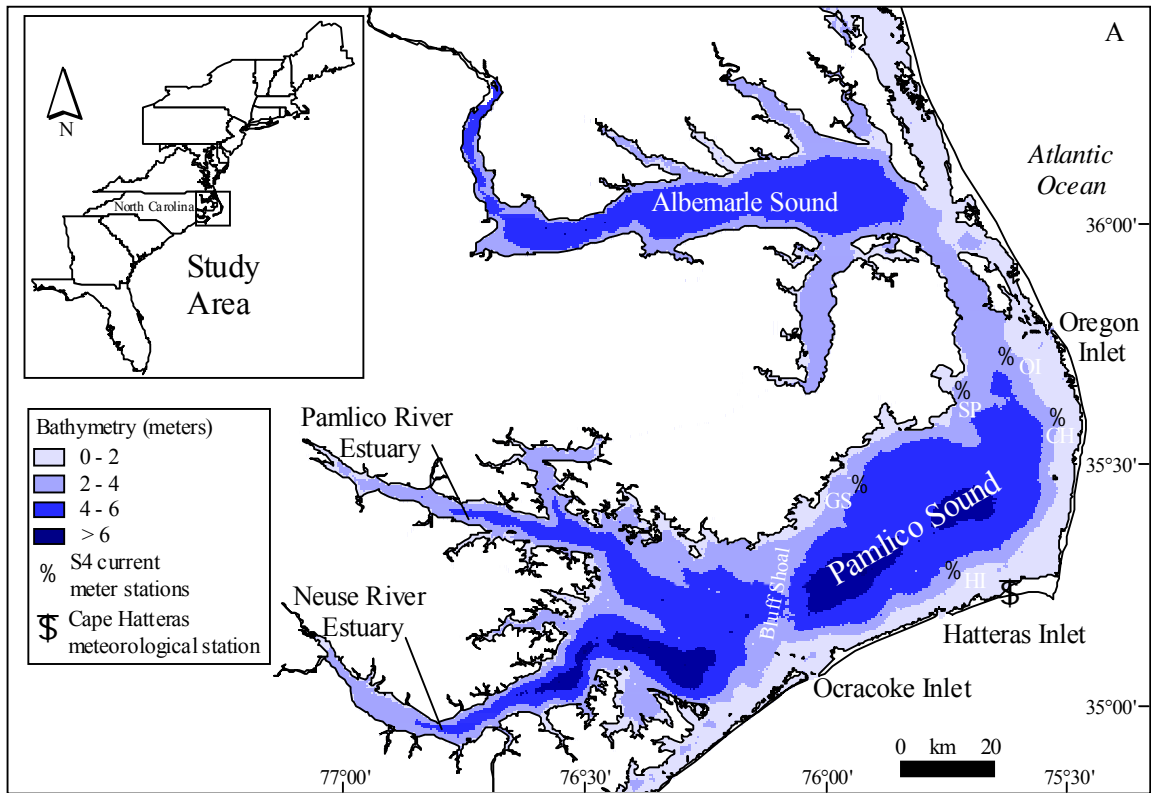 A
N
North Carolina
Study
Area
Atlantic
Ocean
Albemarle Sound
36°00'
Oregon
Inlet
% OI
% SP
% CH
Bathymetry (meters)
0 - 2
2 - 4
4 - 6
> 6
% S4 current
meter stations
$ Cape Hatteras
meteorological station
Pamlico River
Estuary
35°30'
% GS
Pamlico Sound
Bluff Shoal
% HI
$
Neuse River
Estuary
Hatteras Inlet
Ocracoke Inlet
35°00'
0 km 20
77°00'
76°30'
76°00'
75°30'